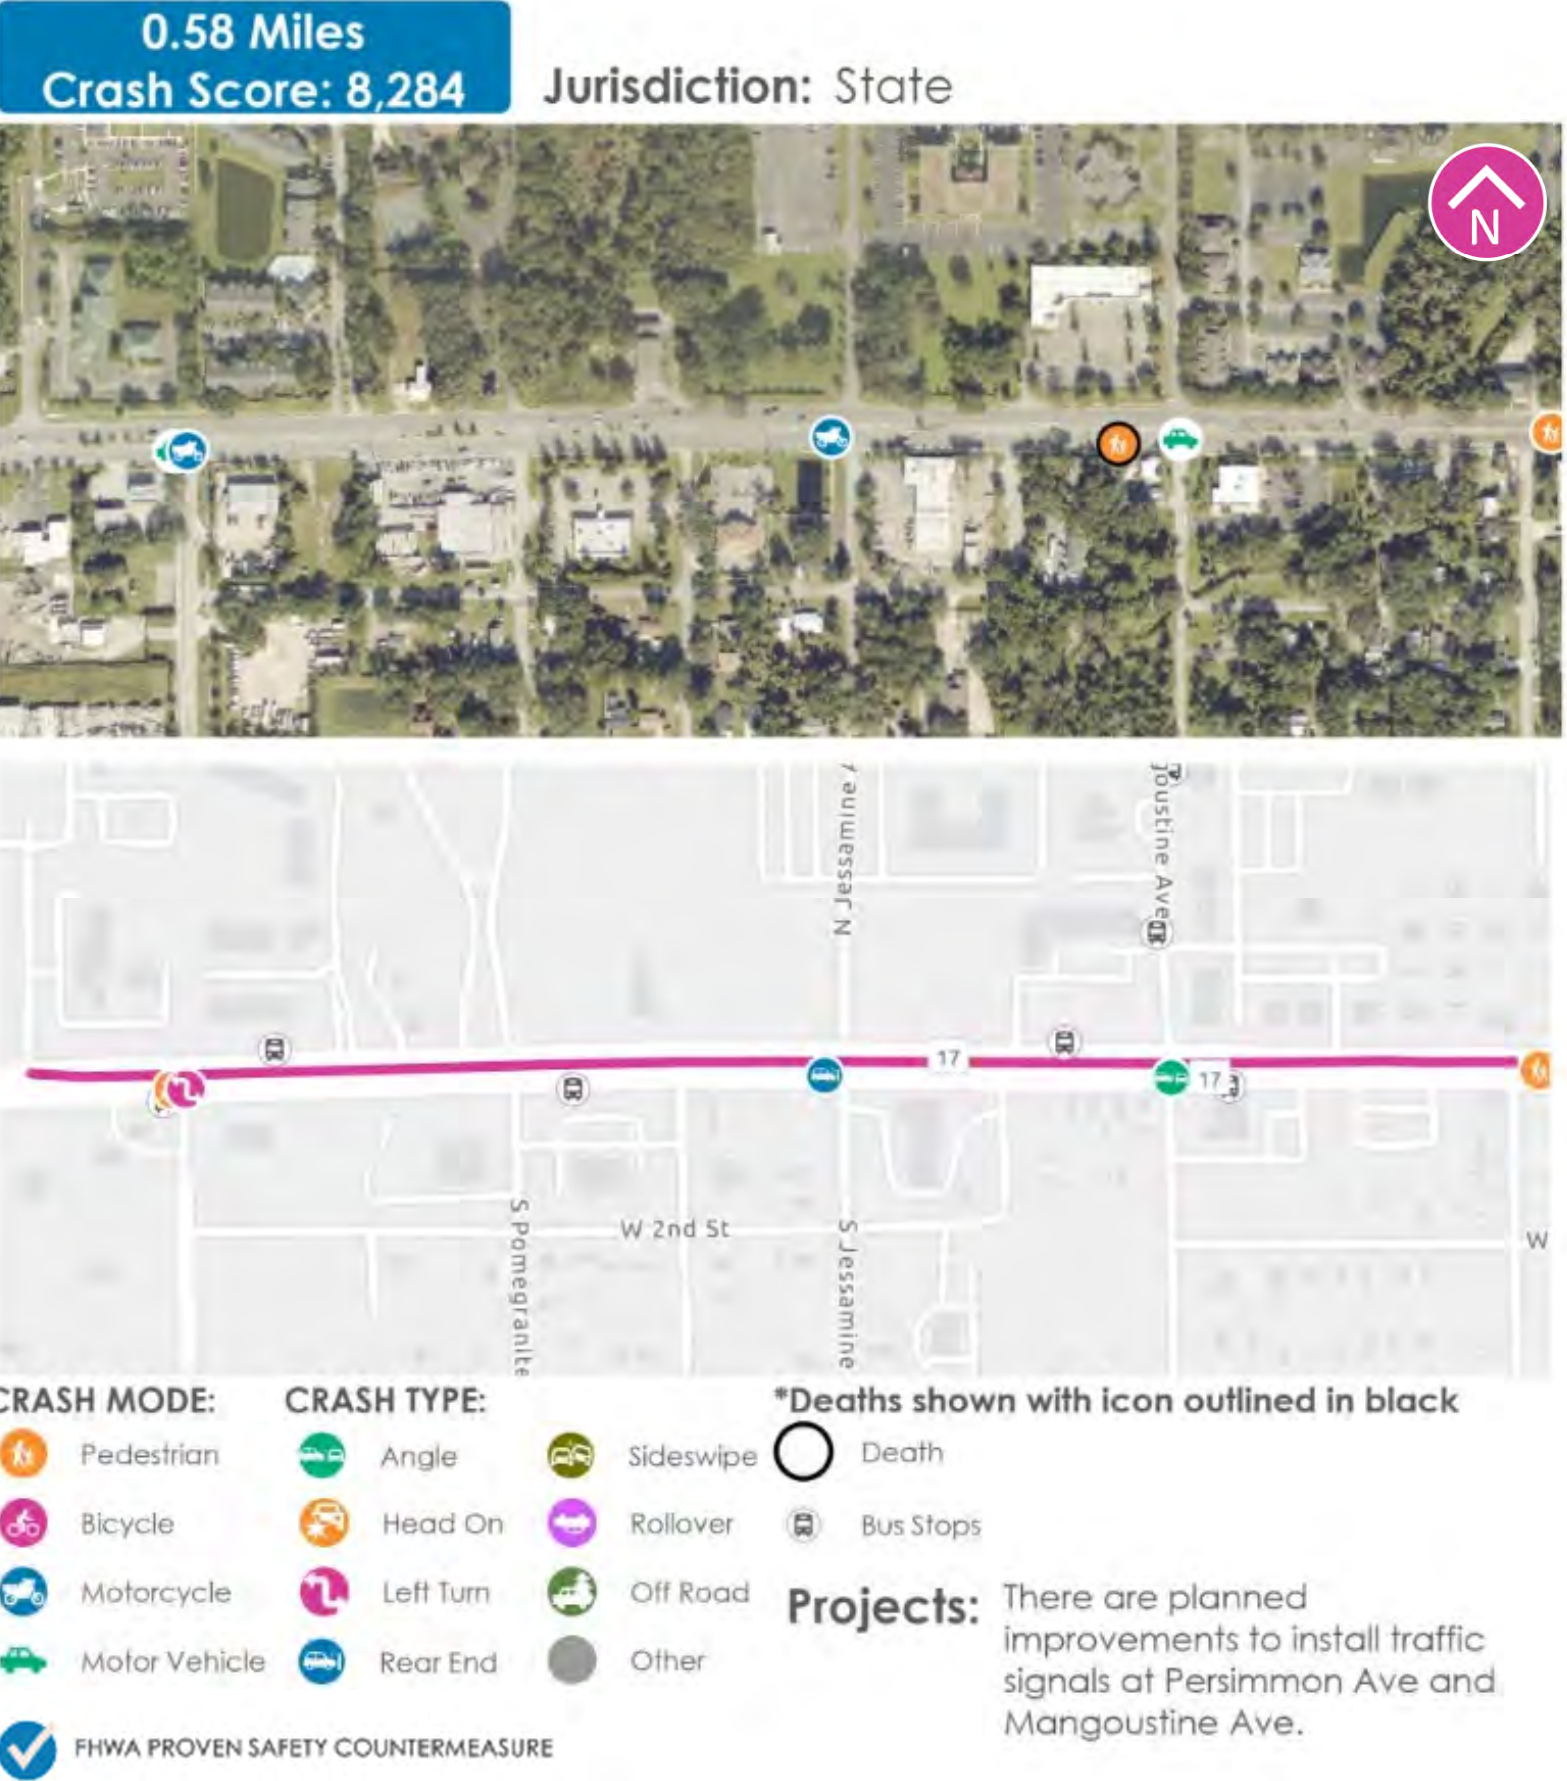 0.58 Miles
Crash Score: 8,284
Jurisdiction: State
N
N Jessamine
oustine Ave
17
17
S Pomegranite
W 2nd St
S Jessamine
W
CRASH MODE:
Pedestrian
Bicycle
Motorcycle
Motor Vehicle
CRASH TYPE:
Angle
Head On
Left Turn
Rear End
Sideswipe
Rollover
Off Road
Other
*Deaths shown with icon outlined in black
Death
Bus Stops
Projects: There are planned
improvements to install traffic
signals at Persimmon Ave and
Mangoustine Ave.
FHWA PROVEN SAFETY COUNTERMEASURE